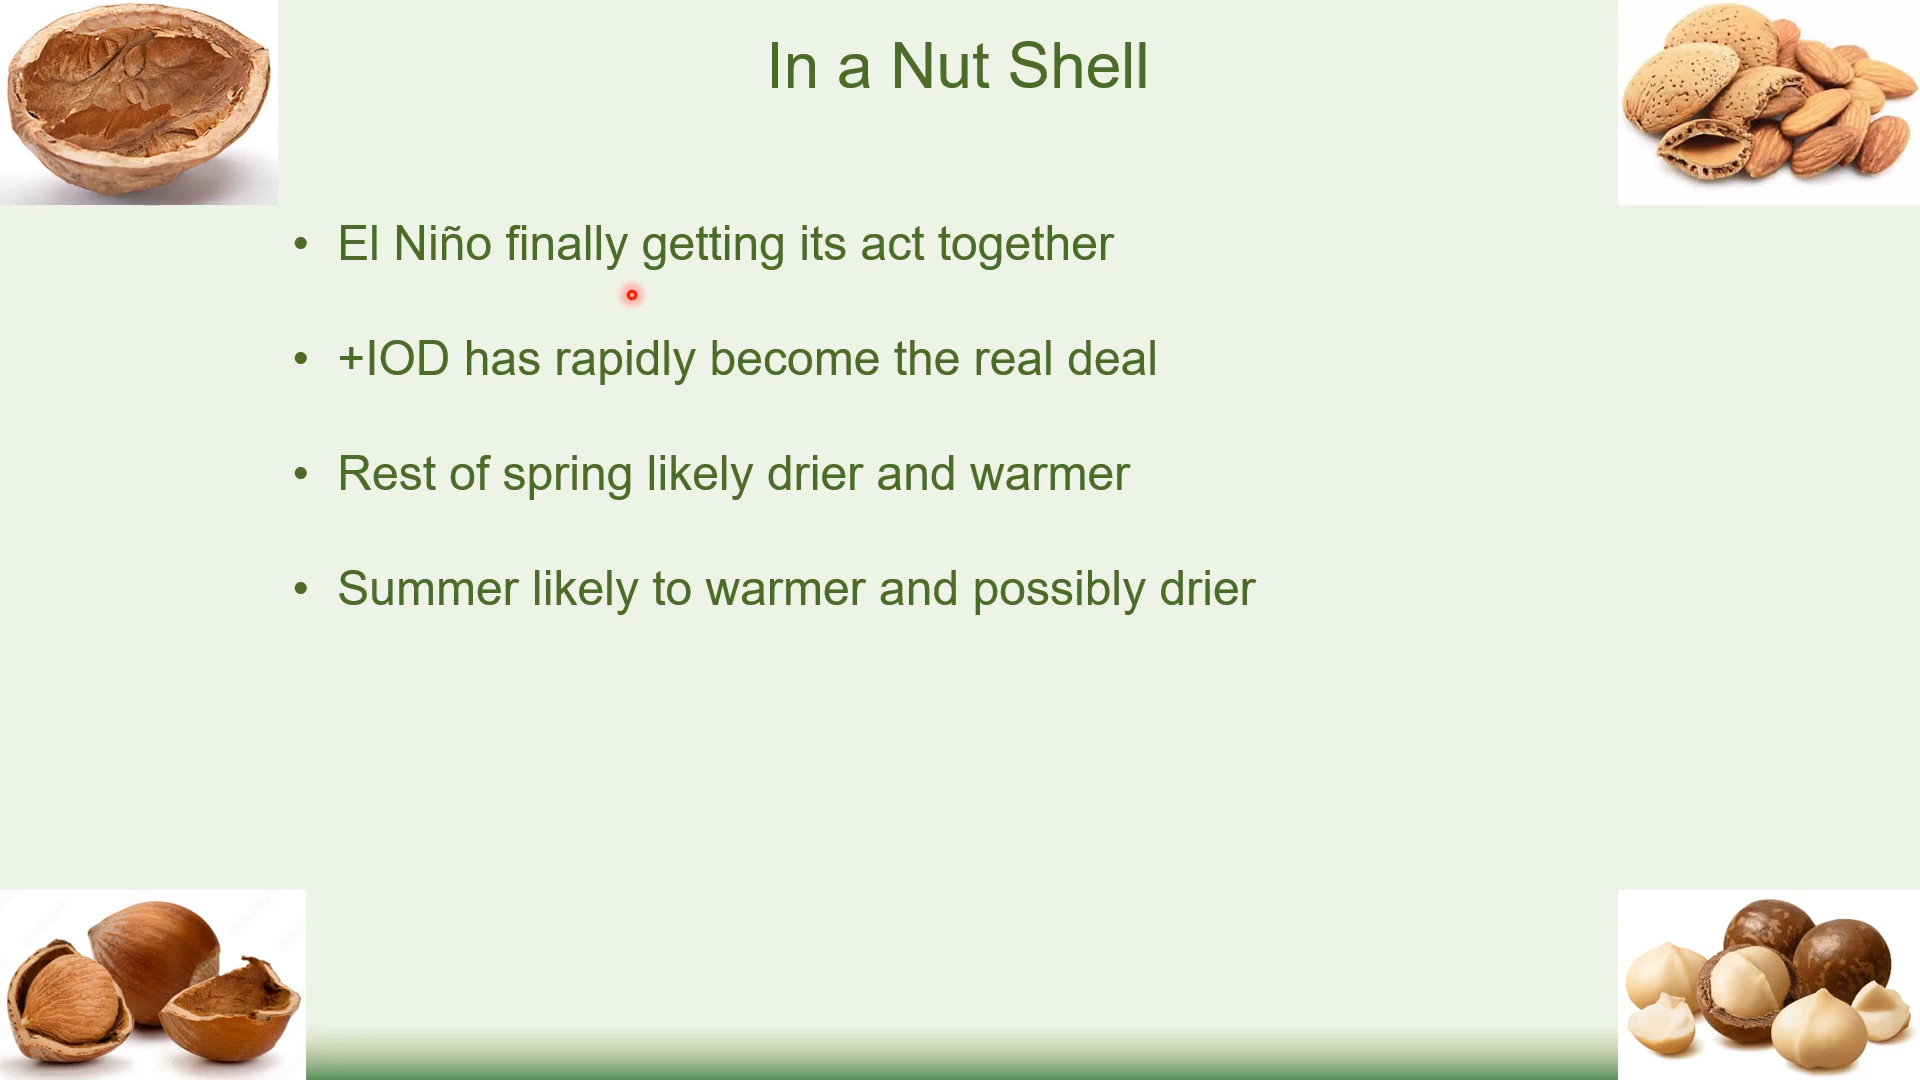 In a Nut Shell
• El Niño finally getting its act together
• +IOD has rapidly become the real deal
• Rest of spring likely drier and warmer
• Summer likely to warmer and possibly drier